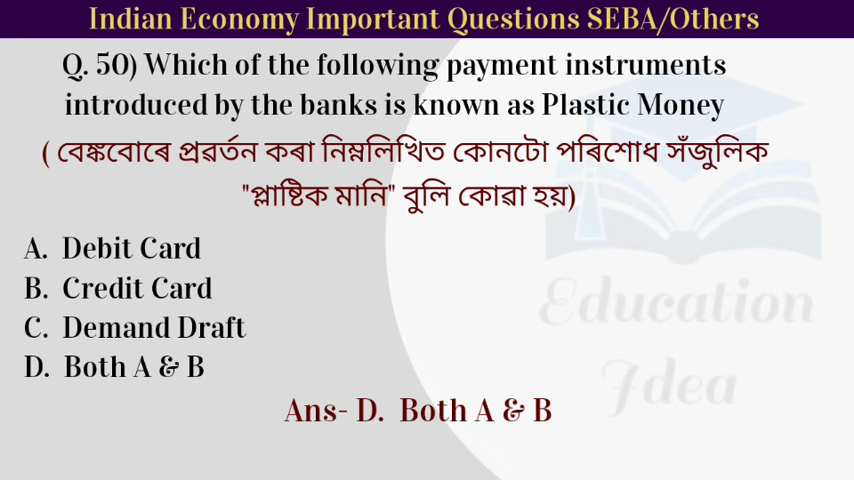 Indian Economy Important Questions SEBA/Others
Q. 50) Which of the following payment instruments
introduced by the banks is known as Plastic Money
( বেঙ্কবোৰে প্ৰৱৰ্তন কৰা নিম্নলিখিত কোনটো পৰিশোধ সঁজুলিক
"প্লাষ্টিক মানি" বুলি কোৱা হয়)
A. Debit Card
B. Credit Card
C. Demand Draft
D. Both A & B
Ans- D. Both A & B
Education
Idea